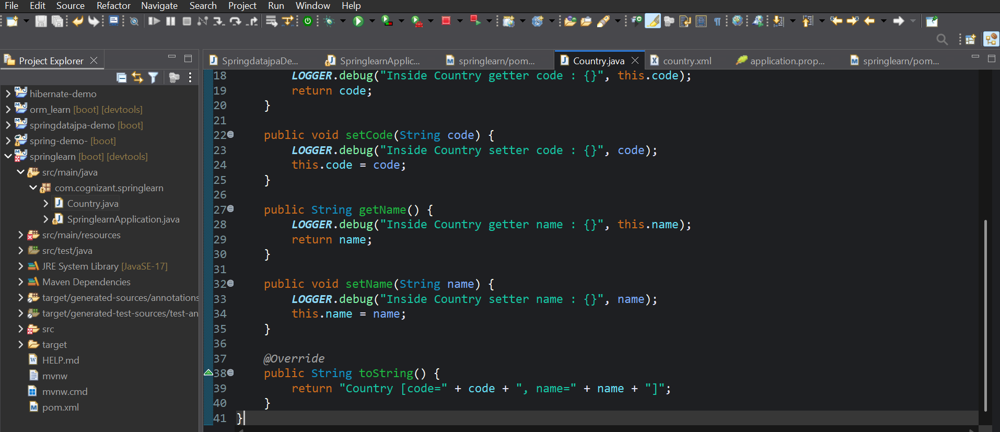 File Edit Source Refactor Navigate Search Project Run Window Help
Project Explorer
SpringdatajpaDe... SpringlearnApplic... springlearn/pom... Country.java country.xml application.prop... springlearn/pom...
hibernate-demo
orm_learn [boot] [devtools]
springdatajpa-demo [boot]
spring-demo- [boot]
springlearn [boot] [devtools]
src/main/java
com.cognizant.springlearn
Country.java
SpringlearnApplication.java
src/main/resources
src/test/java
JRE System Library [JavaSE-17]
Maven Dependencies
target/generated-sources/annotations
target/generated-test-sources/test-an
src
target
HELP.md
mvnw
mvnw.cmd
pom.xml
18 LOGGER.debug("Inside Country getter code : {}", this.code);
19 return code;
20 }
21
22 public void setCode(String code) {
23 LOGGER.debug("Inside Country setter code : {}", code);
24 this.code = code;
25 }
26
27 public String getName() {
28 LOGGER.debug("Inside Country getter name : {}", this.name);
29 return name;
30 }
31
32 public void setName(String name) {
33 LOGGER.debug("Inside Country setter name : {}", name);
34 this.name = name;
35 }
36
37 @Override
38 public String toString() {
39 return "Country [code=" + code + ", name=" + name + "]";
40 }
41 }